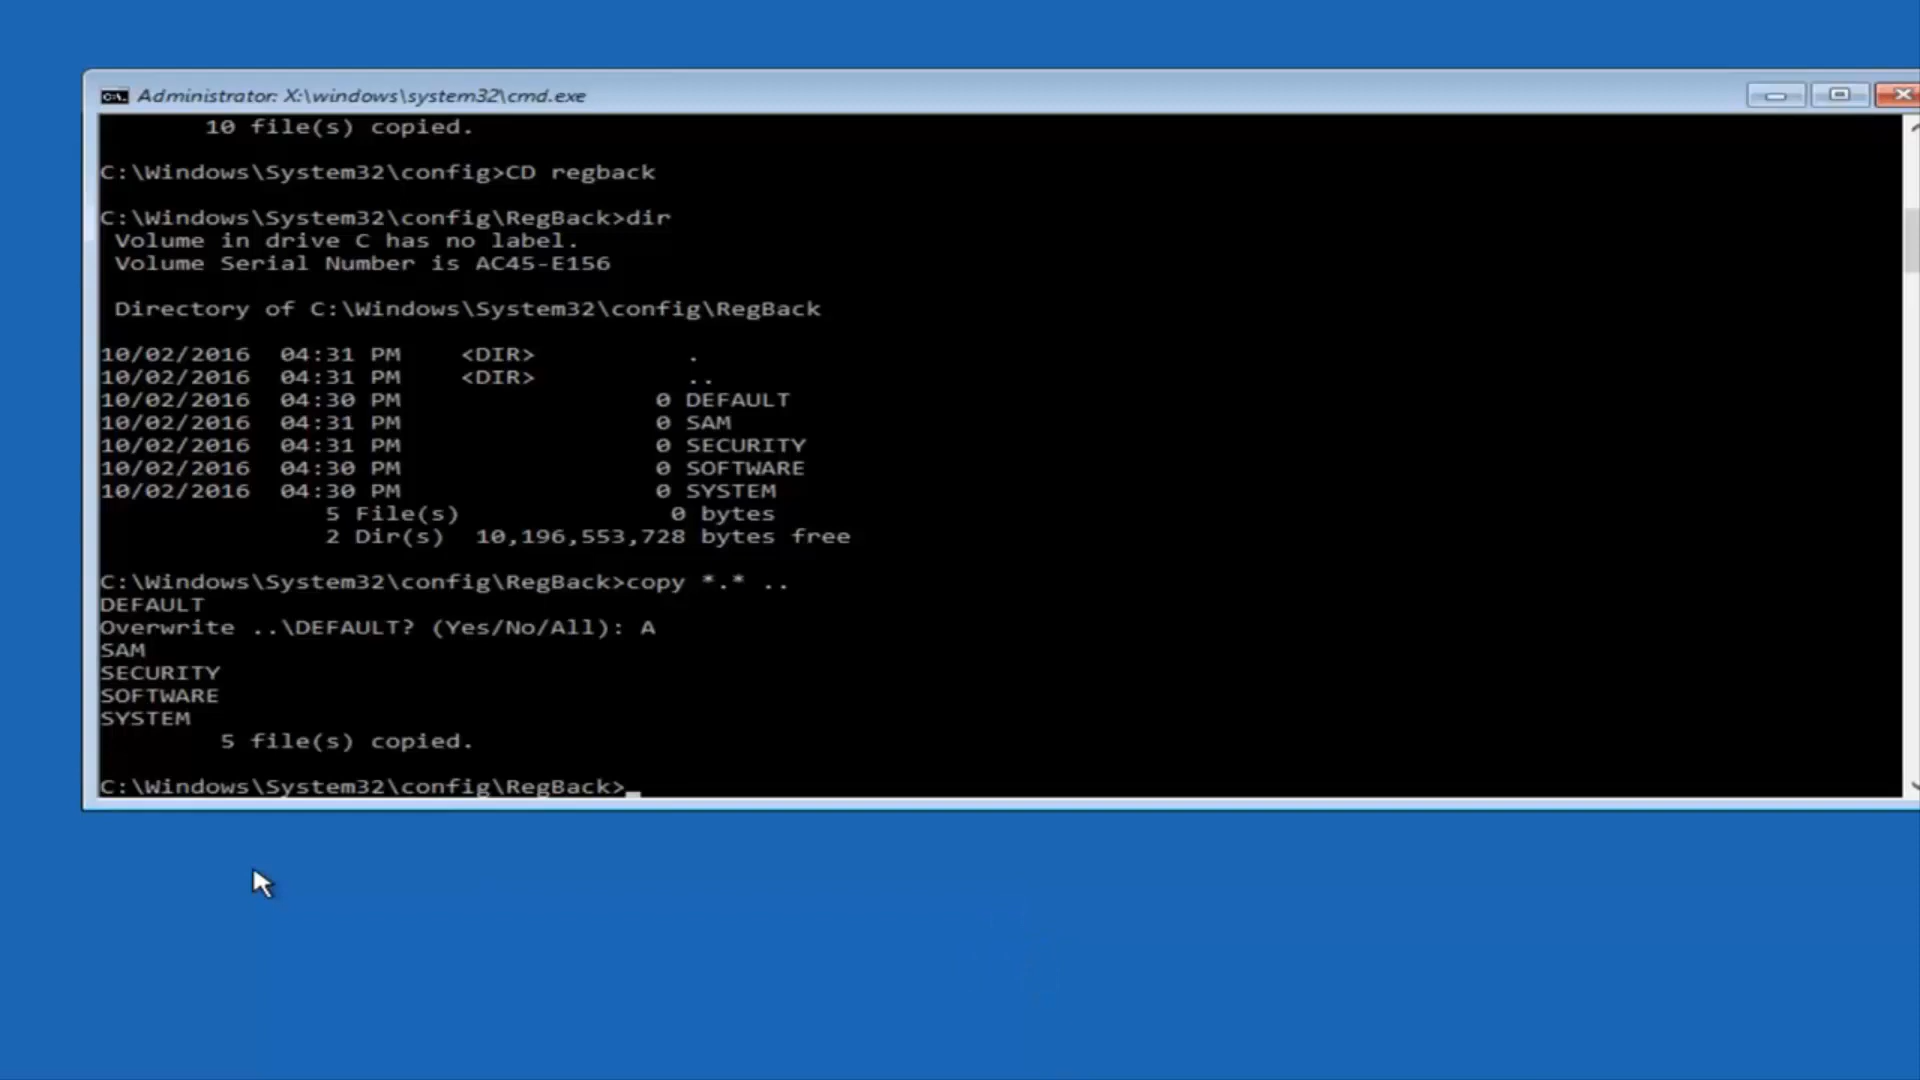 Administrator: X:\windows\system32\cmd.exe
10 file(s) copied.
C:\Windows\System32\config>CD regback
C:\Windows\System32\config\RegBack>dir
Volume in drive C has no label.
Volume Serial Number is AC45-E156
Directory of C:\Windows\System32\config\RegBack
10/02/2016 04:31 PM <DIR> .
10/02/2016 04:31 PM <DIR> ..
10/02/2016 04:30 PM 0 DEFAULT
10/02/2016 04:31 PM 0 SAM
10/02/2016 04:31 PM 0 SECURITY
10/02/2016 04:30 PM 0 SOFTWARE
10/02/2016 04:30 PM 0 SYSTEM
5 File(s) 0 bytes
2 Dir(s) 10,196,553,728 bytes free
C:\Windows\System32\config\RegBack>copy *.* ..
DEFAULT
Overwrite ..\DEFAULT? (Yes/No/All): A
SAM
SECURITY
SOFTWARE
SYSTEM
5 file(s) copied.
C:\Windows\System32\config\RegBack>